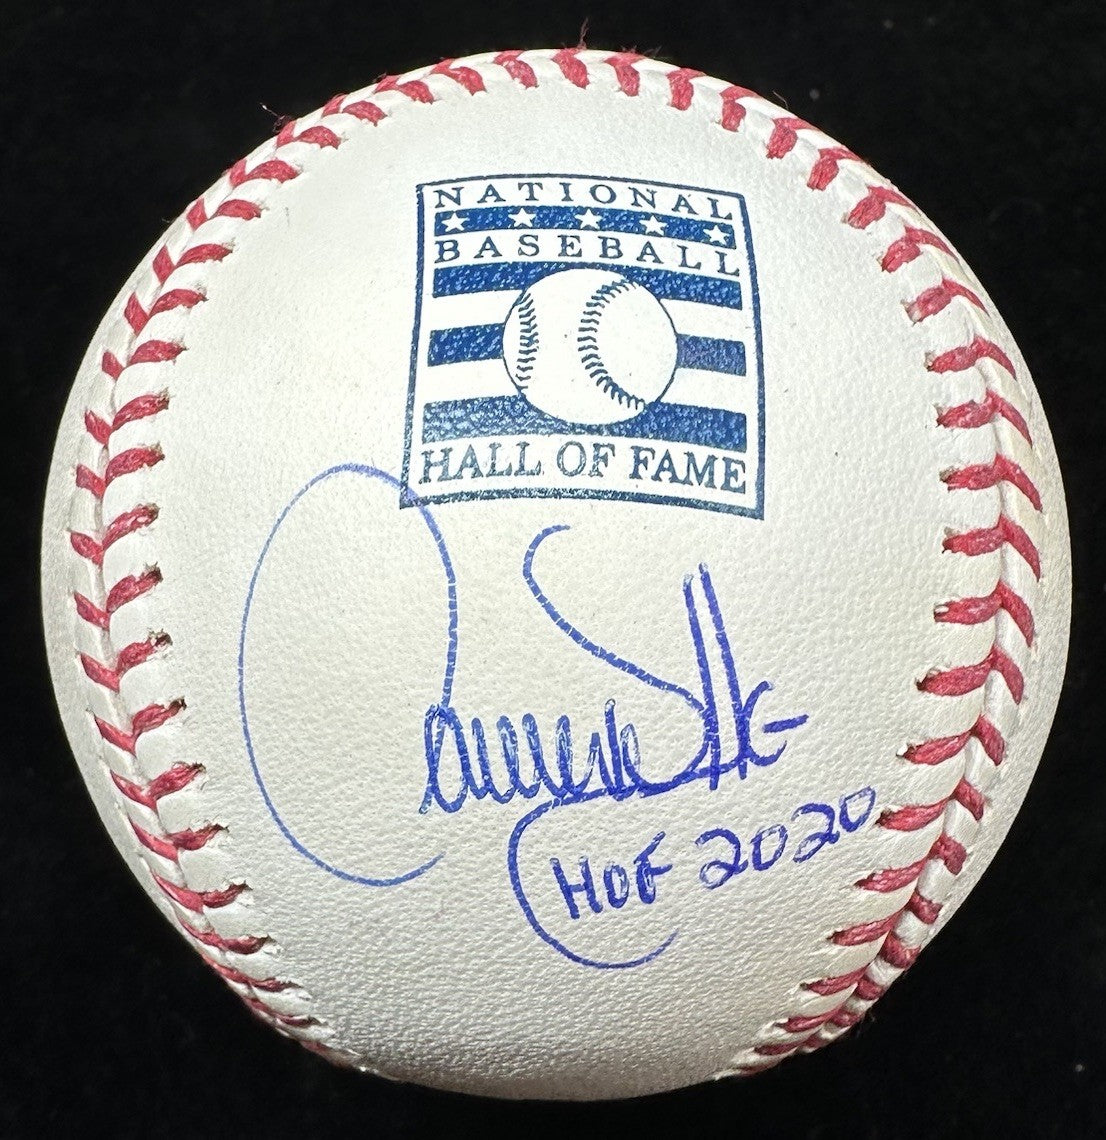 NATIONAL
BASEBALL
HALL OF FAME
HOF 2020